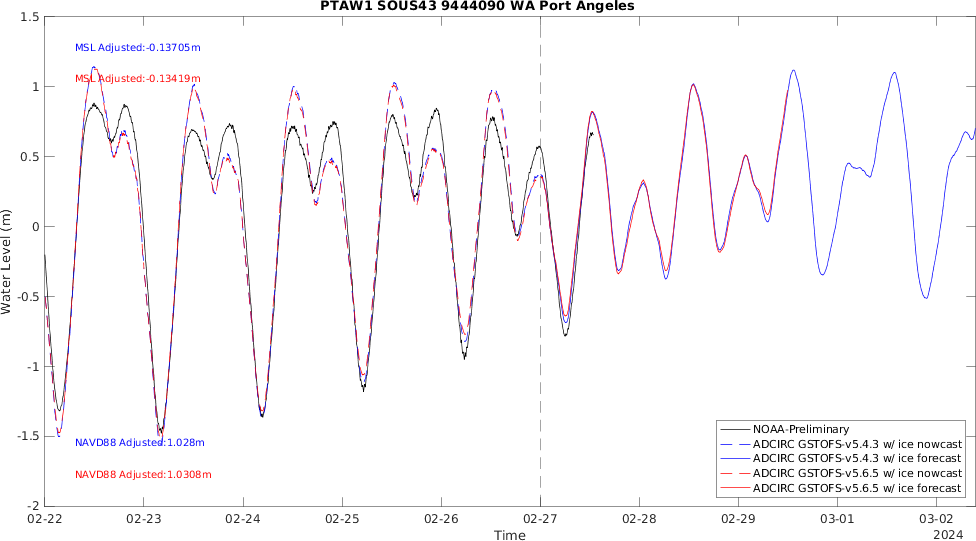 PTAW1 SOUS43 9444090 WA Port Angeles
MSL Adjusted:-0.13705m
MSL Adjusted:-0.13419m
NAVD88 Adjusted:1.028m
NAVD88 Adjusted:1.0308m
Water Level (m)
1.5
1
0.5
0
-0.5
-1
-1.5
-2
NOAA-Preliminary
ADCIRC GSTOFS-v5.4.3 w/ ice nowcast
ADCIRC GSTOFS-v5.4.3 w/ ice forecast
ADCIRC GSTOFS-v5.6.5 w/ ice nowcast
ADCIRC GSTOFS-v5.6.5 w/ ice forecast
02-22 02-23 02-24 02-25 02-26 02-27 02-28 02-29 03-01 03-02
Time
2024